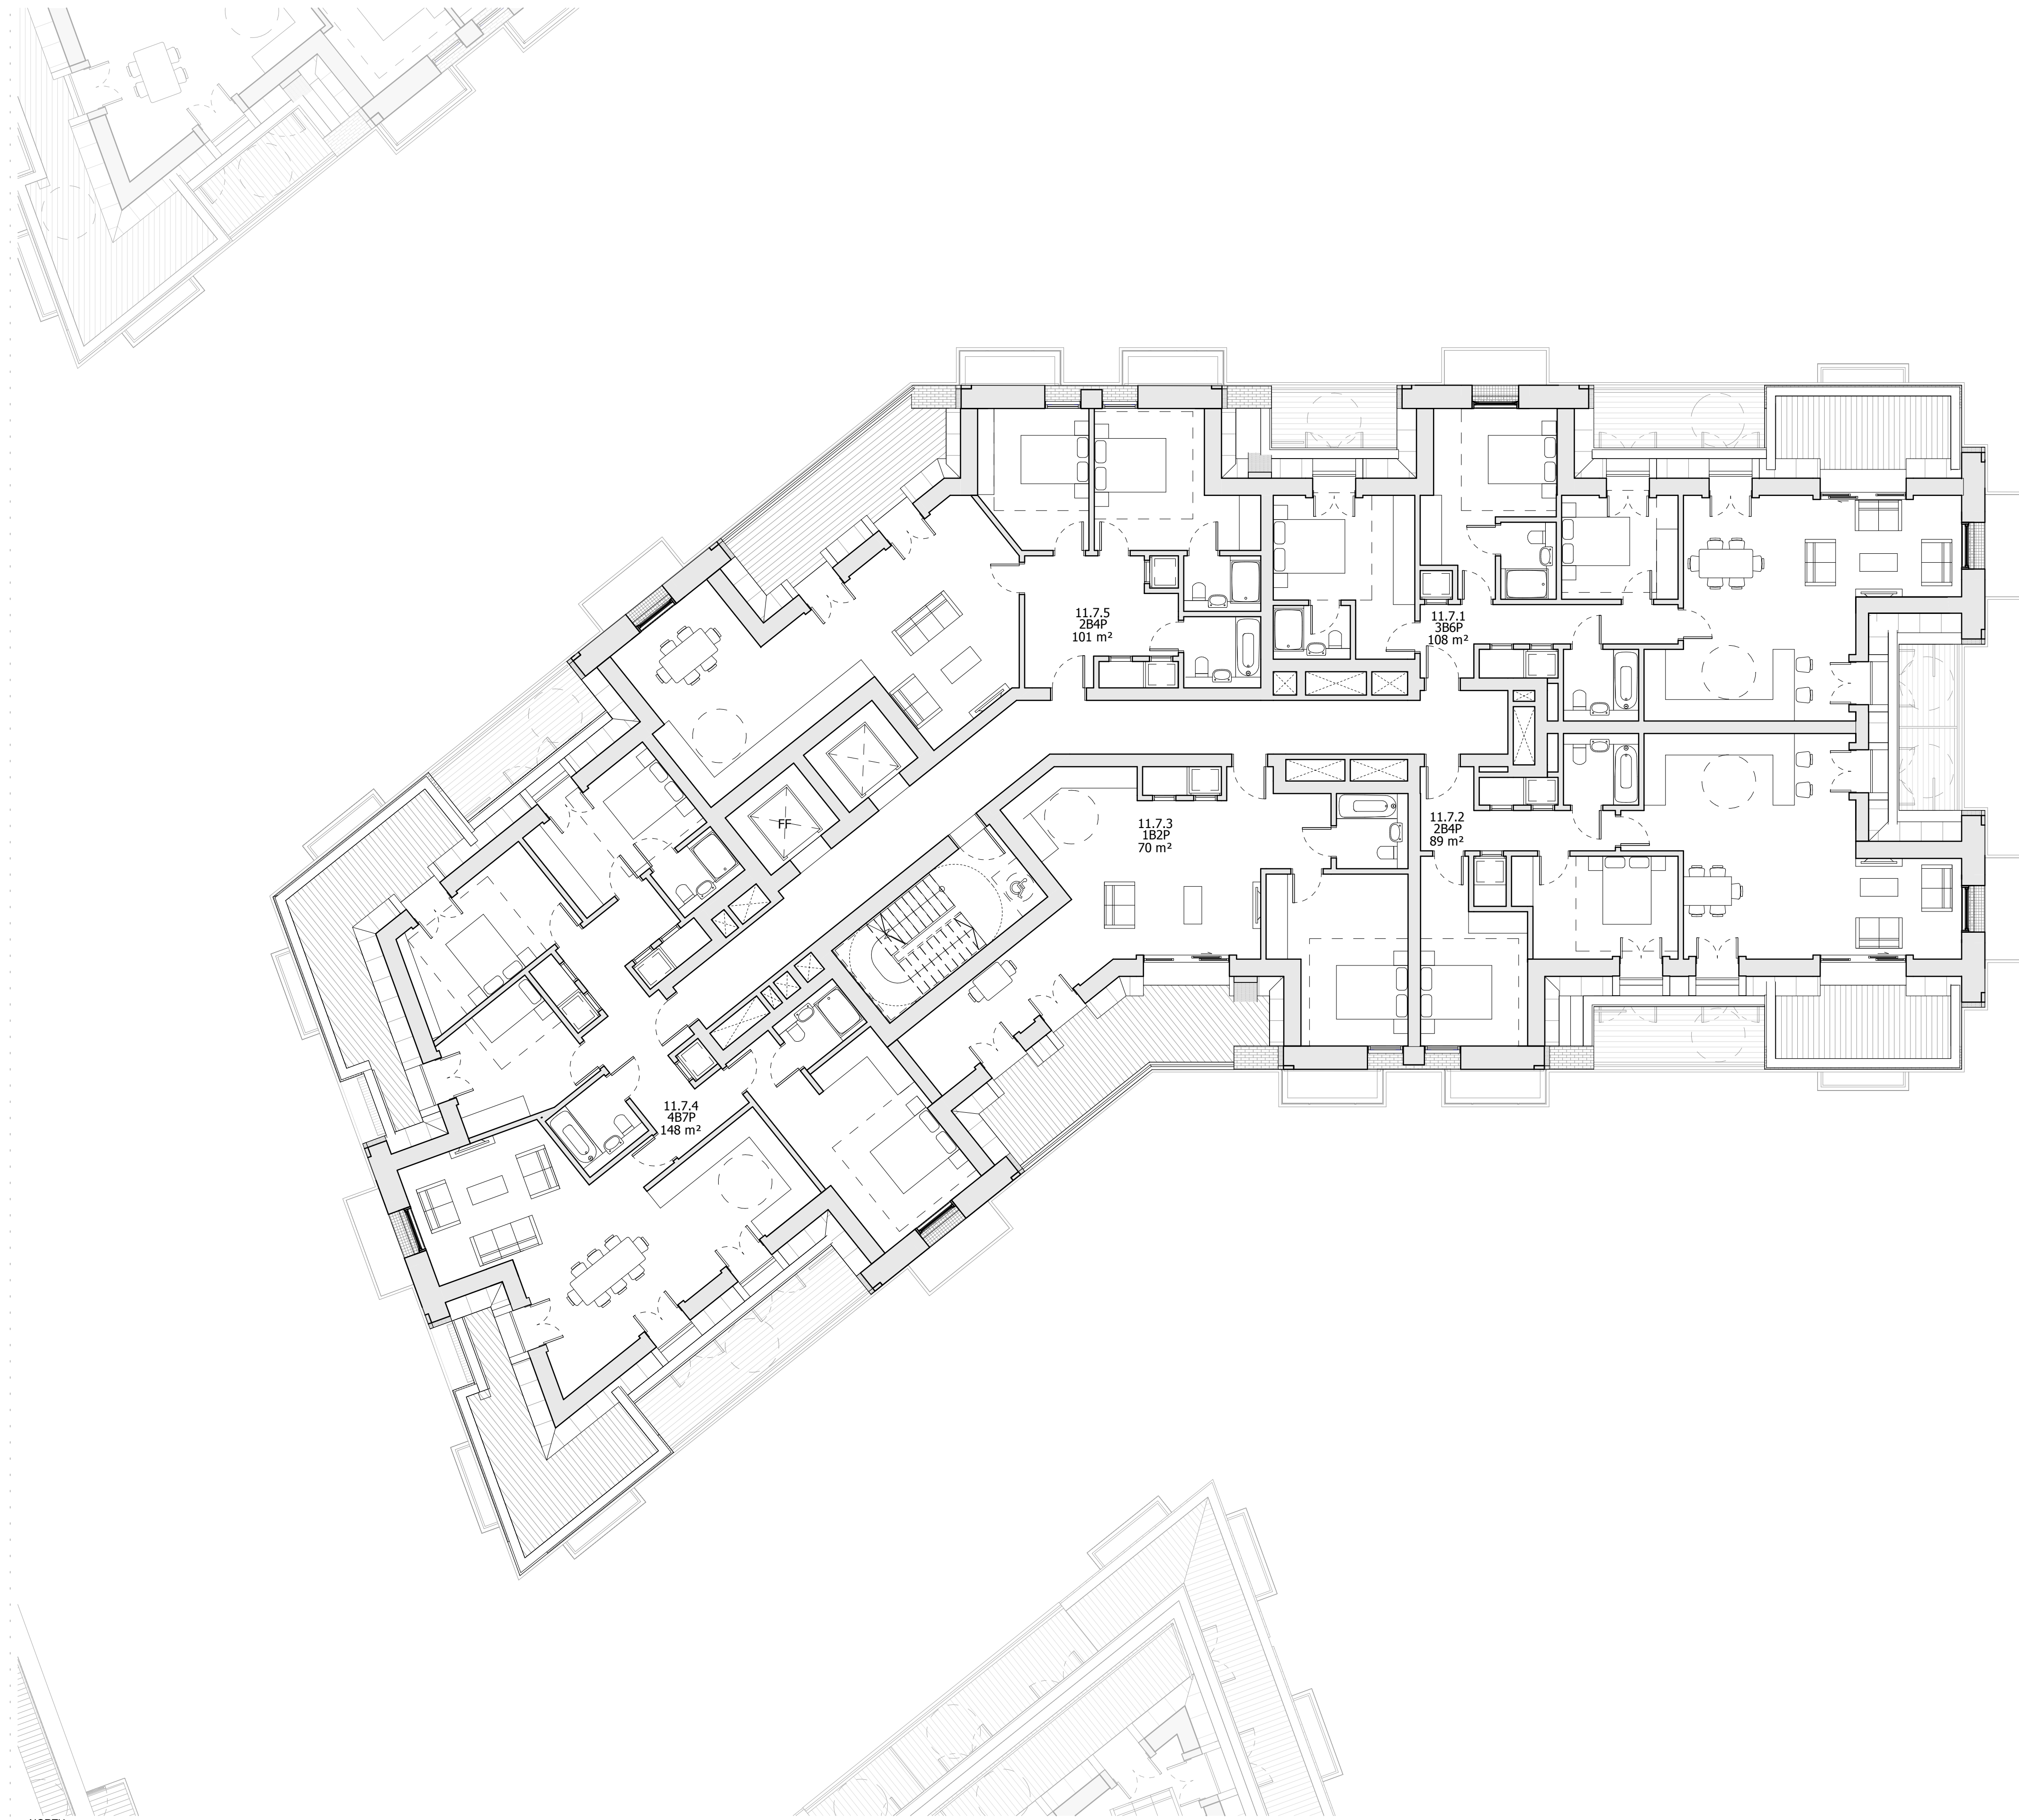 11.7.5
2B4P
101 m²
11.7.1
3B6P
108 m²
FF
11.7.3
1B2P
70 m²
11.7.2
2B4P
89 m²
11.7.4
4B7P
148 m²